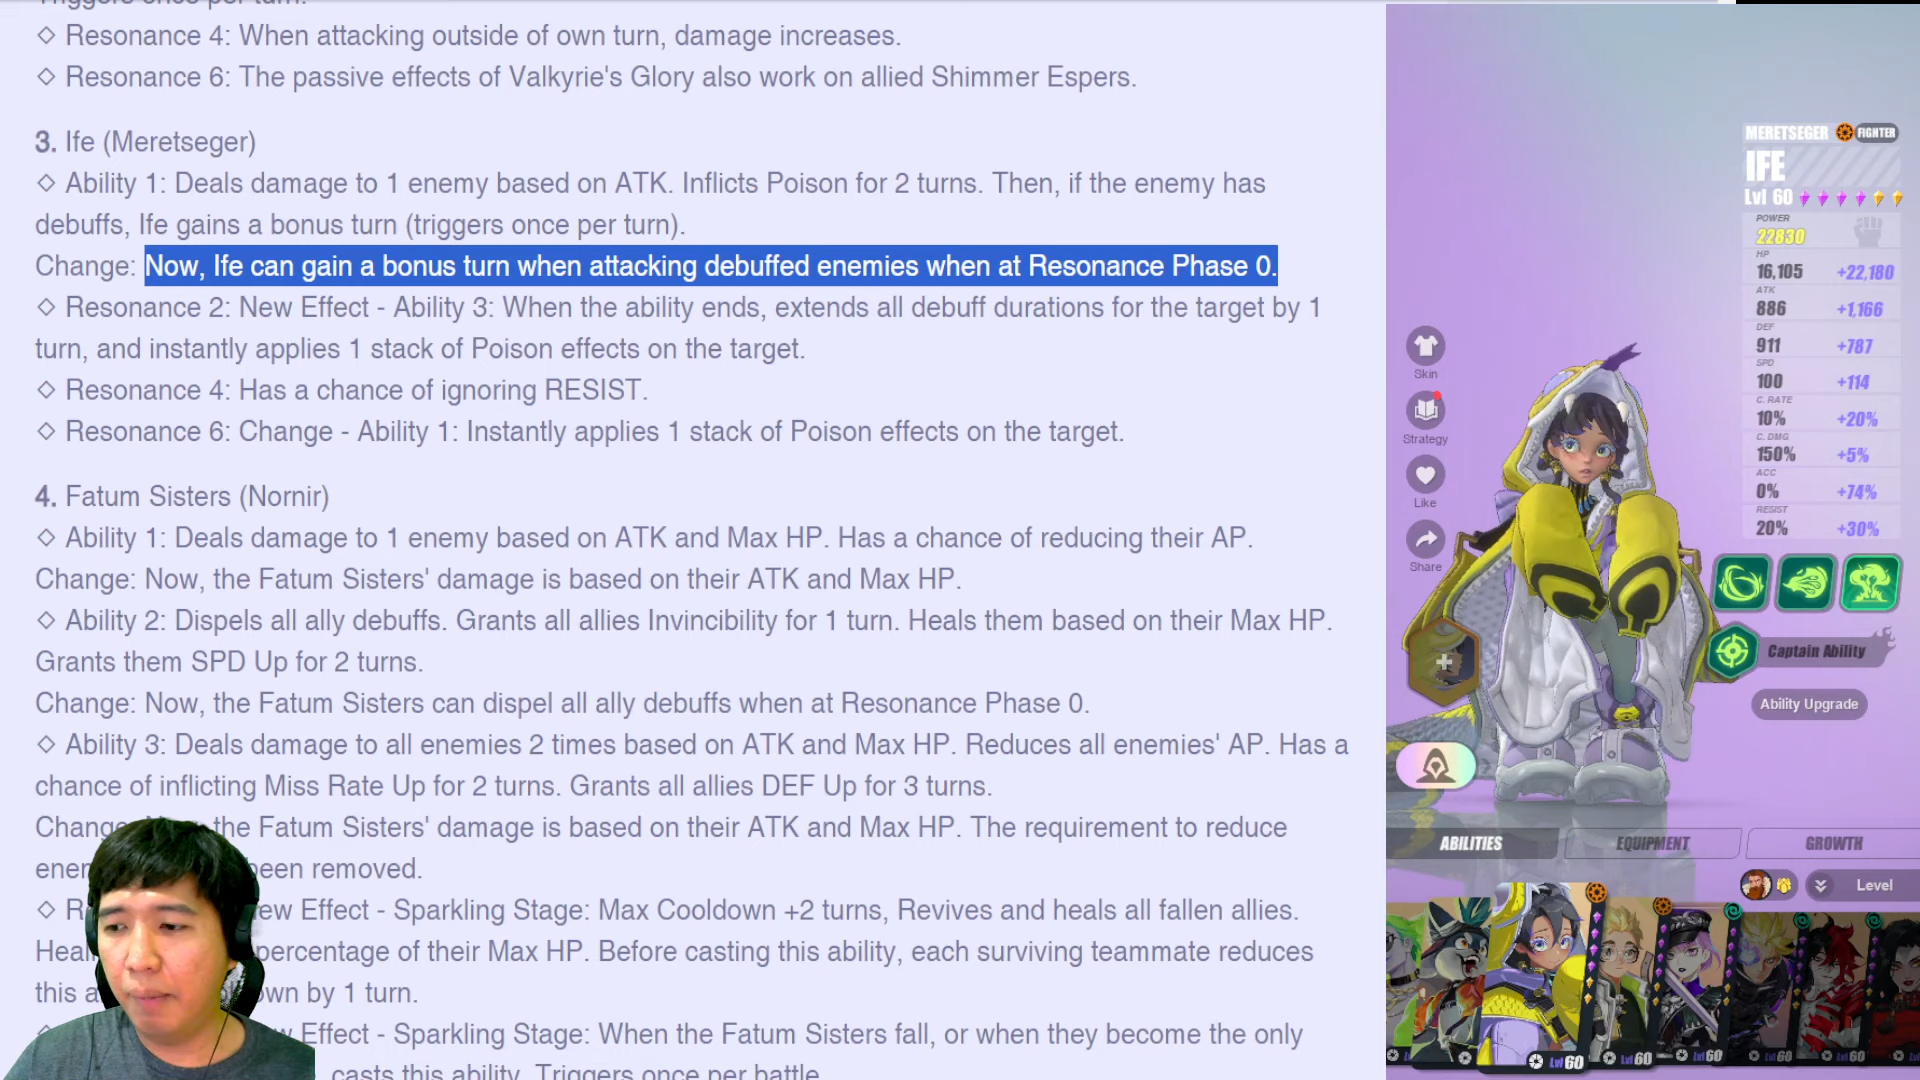 ◇ Resonance 4: When attacking outside of own turn, damage increases.
◇ Resonance 6: The passive effects of Valkyrie's Glory also work on allied Shimmer Espers.
3. Ife (Meretseger)
◇ Ability 1: Deals damage to 1 enemy based on ATK. Inflicts Poison for 2 turns. Then, if the enemy has
debuffs, Ife gains a bonus turn (triggers once per turn).
Change: Now, Ife can gain a bonus turn when attacking debuffed enemies when at Resonance Phase 0.
◇ Resonance 2: New Effect - Ability 3: When the ability ends, extends all debuff durations for the target by 1
turn, and instantly applies 1 stack of Poison effects on the target.
◇ Resonance 4: Has a chance of ignoring RESIST.
◇ Resonance 6: Change - Ability 1: Instantly applies 1 stack of Poison effects on the target.
4. Fatum Sisters (Nornir)
◇ Ability 1: Deals damage to 1 enemy based on ATK and Max HP. Has a chance of reducing their AP.
Change: Now, the Fatum Sisters' damage is based on their ATK and Max HP.
◇ Ability 2: Dispels all ally debuffs. Grants all allies Invincibility for 1 turn. Heals them based on their Max HP.
Grants them SPD Up for 2 turns.
Change: Now, the Fatum Sisters can dispel all ally debuffs when at Resonance Phase 0.
◇ Ability 3: Deals damage to all enemies 2 times based on ATK and Max HP. Reduces all enemies' AP. Has a
chance of inflicting Miss Rate Up for 2 turns. Grants all allies DEF Up for 3 turns.
the Fatum Sisters' damage is based on their ATK and Max HP. The requirement to reduce
been removed.
Effect - Sparkling Stage: Max Cooldown +2 turns, Revives and heals all fallen allies.
percentage of their Max HP. Before casting this ability, each surviving teammate reduces
this by 1 turn.
Effect - Sparkling Stage: When the Fatum Sisters fall, or when they become the only
casts this ability. Triggers once per battle
MERETSEGER FIGHTER
IFE
Lvl 60
POWER
22830
HP
16,105 +22,180
ATK
886 +1,166
DEF
911 +787
SPD
100 +114
C. RATE
10% +20%
C. DMG
150% +5%
ACC
0% +74%
RESIST
20% +30%
Skin
Strategy
Like
Share
Captain Ability
Ability Upgrade
ABILITIES EQUIPMENT GROWTH
Level
Lvl 60
Lvl 60
Lvl 60
Lvl 60
Lvl 60